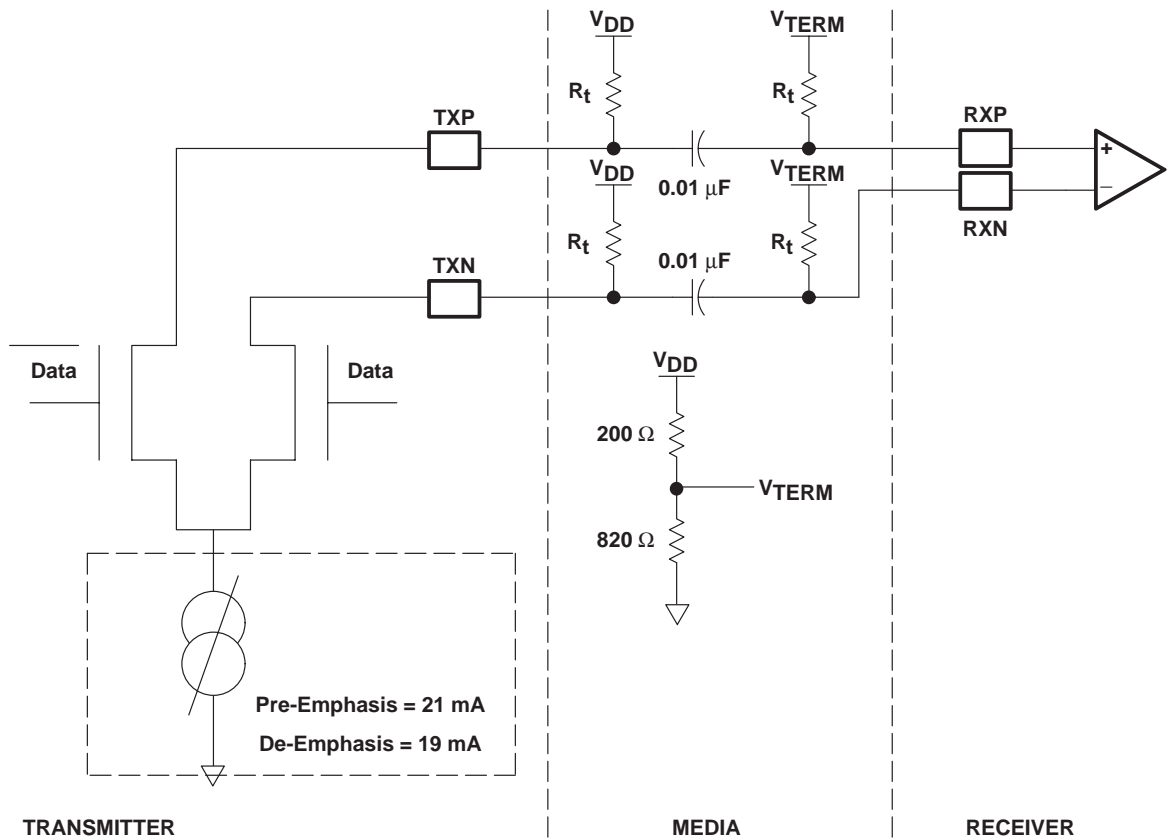 VDD
VTERM
Rt
Rt
TXP
RXP
+
VDD
VTERM
0.01 μF
−
RXN
Rt
Rt
TXN
0.01 μF
Data
Data
VDD
200 Ω
VTERM
820 Ω
Pre-Emphasis = 21 mA
De-Emphasis = 19 mA
TRANSMITTER
MEDIA
RECEIVER